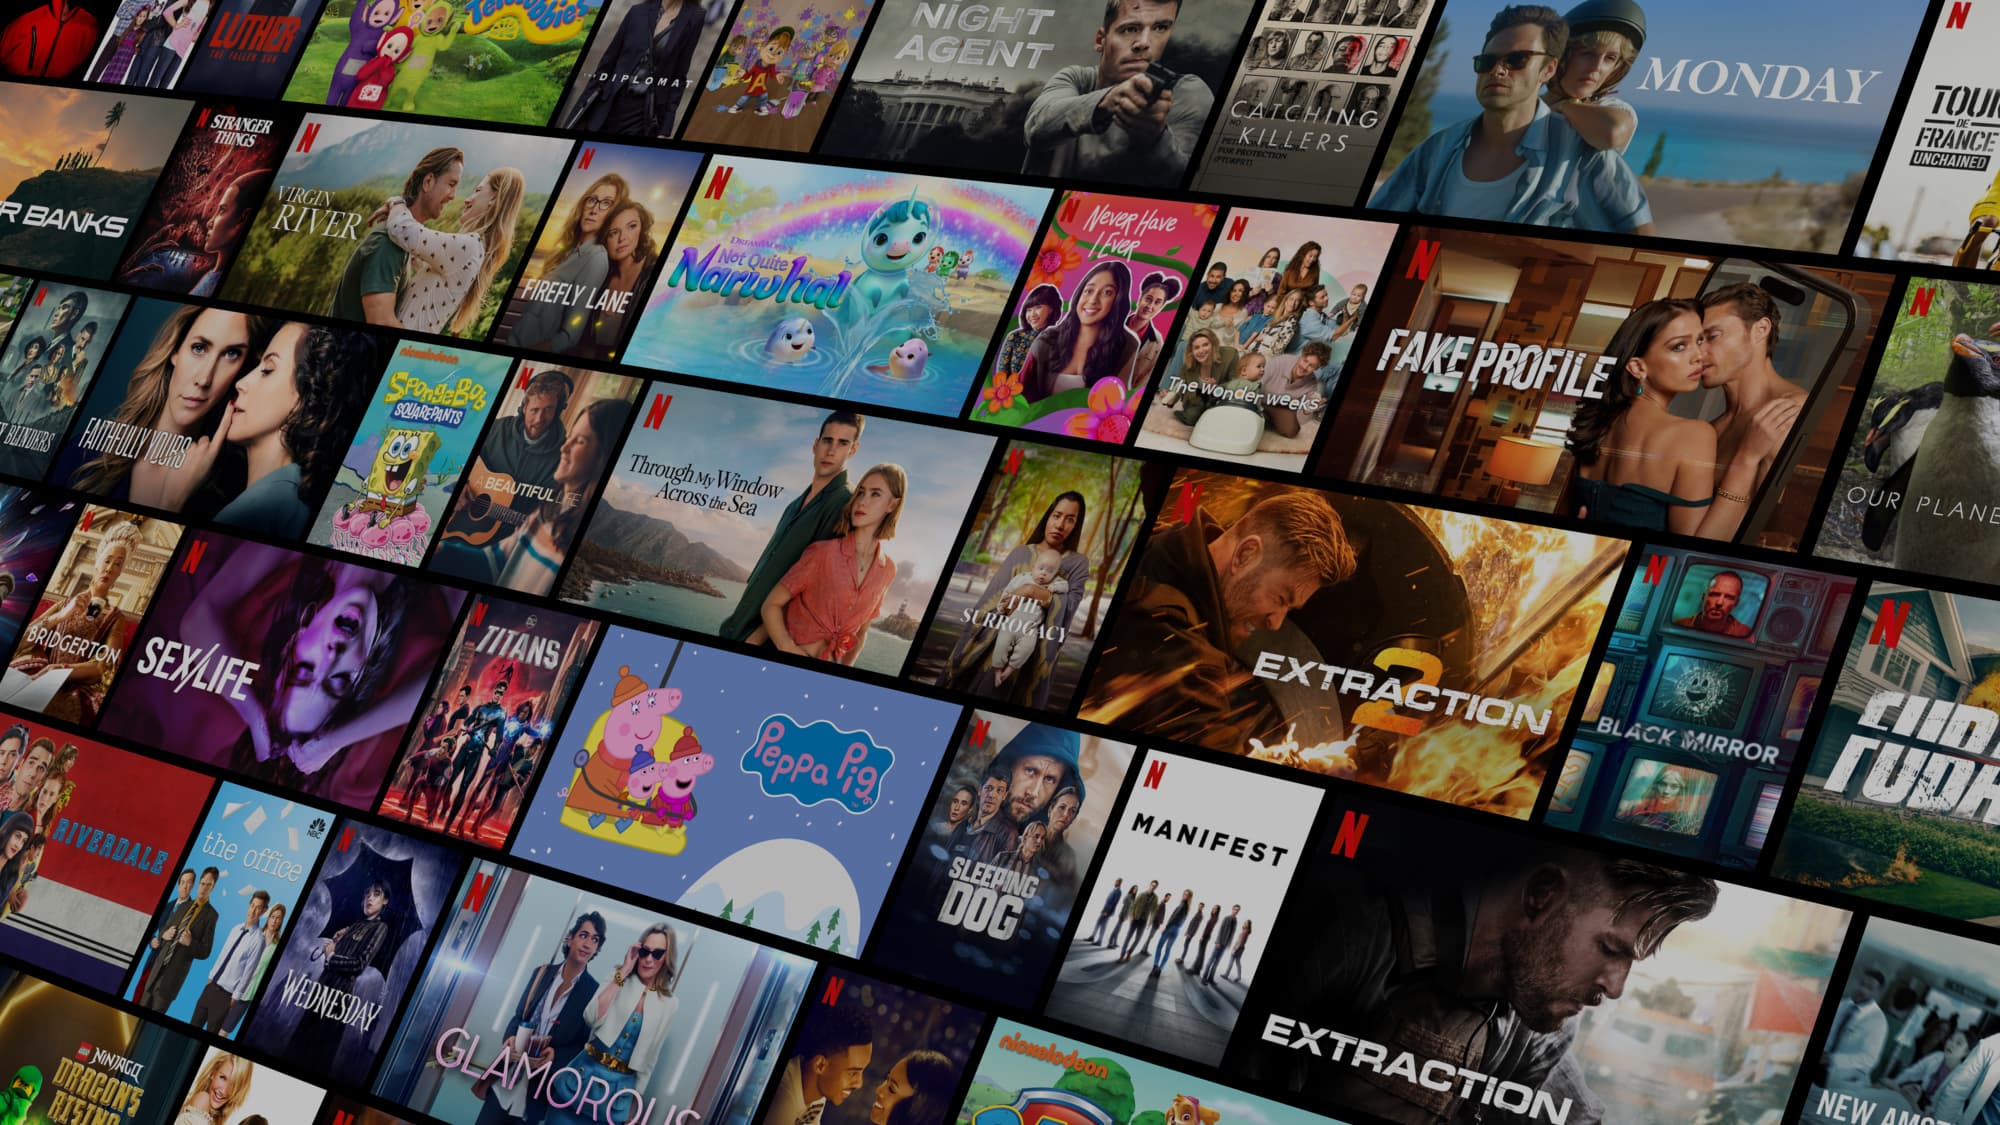 LUTHER
THE FALLEN SUN
Teletubbies
THE DIPLOMAT
NIGHT
AGENT
CATCHING
KILLERS
FOR PROTECTION
MONDAY
N
TOUR
DE
FRANCE
UNCHAINED
R BANKS
N
STRANGER
THINGS
N
VIRGIN
RIVER
N
FIREFLY LANE
N
DREAMWORKS
Not Quite
Narwhal
N
Never Have
I Ever
N
The wonder weeks
N
FAKE PROFILE
N
OUR PLANE
N
Y BLINDERS
FAITHFULLY YOURS
nickelodeon
SpongeBob
SQUAREPANTS
N
A BEAUTIFUL LIFE
N
Through My Window
Across the Sea
N
THE
SURROGACY
N
EXTRACTION
2
N
BLACK MIRROR
N
N
BRIDGERTON
N
SEX/LIFE
N
DC
TITANS
Peppa Pig
N
SLEEPING
DOG
N
MANIFEST
N
EXTRACTION
NEW AMST
RIVERDALE
NBC
the office
N
WEDNESDAY
N
GLAMOROUS
N
nickelodeon
LEGO
NINJAGO
DRAGONS
RISING
N